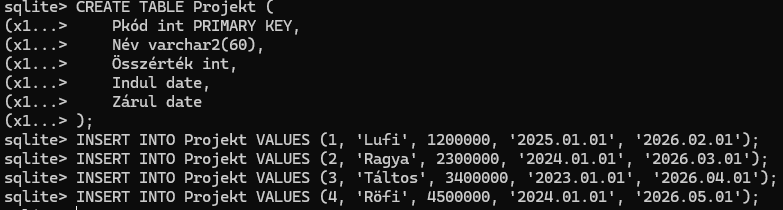 sqlite> CREATE TABLE Projekt (
(x1...>     Pkód int PRIMARY KEY,
(x1...>     Név varchar2(60),
(x1...>     Összérték int,
(x1...>     Indul date,
(x1...>     Zárul date
(x1...> );
sqlite> INSERT INTO Projekt VALUES (1, 'Lufi', 1200000, '2025.01.01', '2026.02.01');
sqlite> INSERT INTO Projekt VALUES (2, 'Ragya', 2300000, '2024.01.01', '2026.03.01');
sqlite> INSERT INTO Projekt VALUES (3, 'Táltos', 3400000, '2023.01.01', '2026.04.01');
sqlite> INSERT INTO Projekt VALUES (4, 'Röfi', 4500000, '2024.01.01', '2026.05.01');